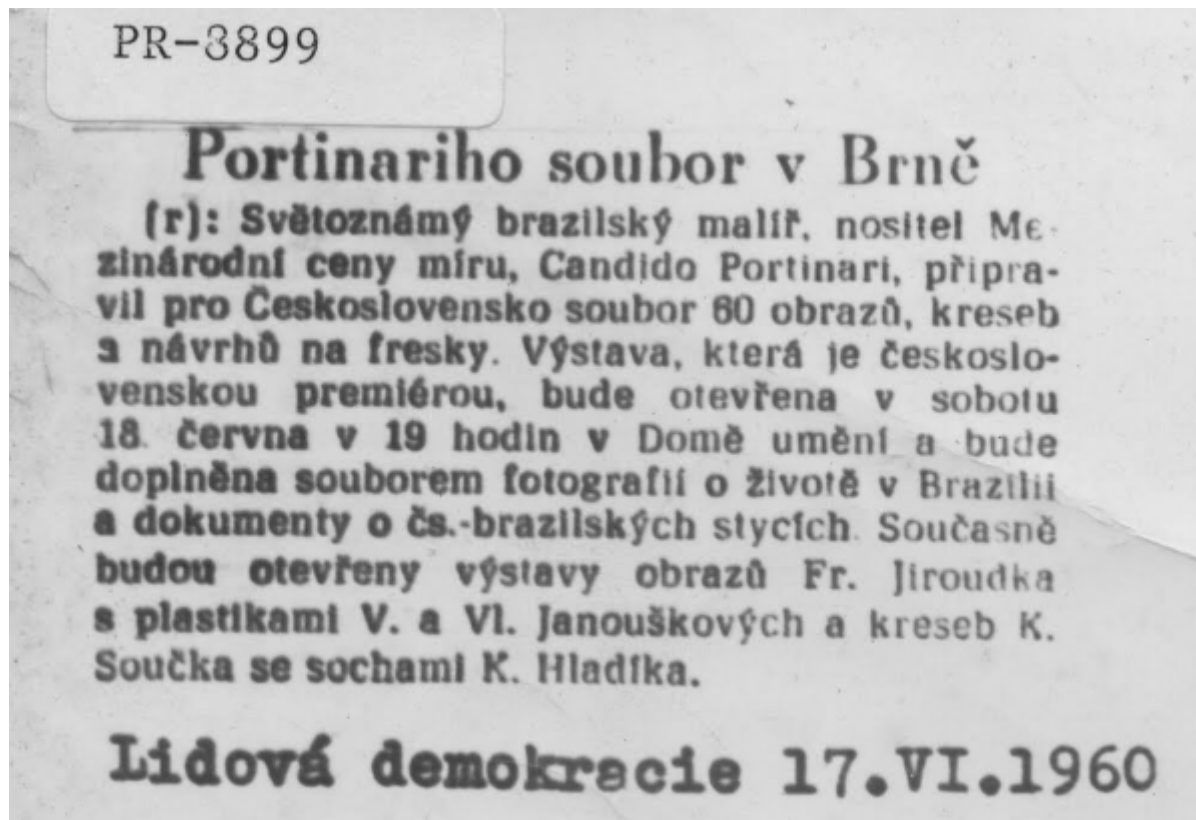 PR-3899
Portinariho soubor v Brně
(r): Světoznámý brazilský malíř, nositel Me-
zinárodní ceny míru, Candido Portinari, připra-
vil pro Československo soubor 60 obrazů, kreseb
a návrhů na fresky. Výstava, která je českoslo-
venskou premiérou, bude otevřena v sobotu
18. června v 19 hodin v Domě umění a bude
doplněna souborem fotografií o životě v Brazílii
a dokumenty o čs.-brazilských stycích. Současně
budou otevřeny výstavy obrazů Fr. Jiroudka
s plastikami V. a Vl. Janouškových a kreseb K.
Součka se sochami K. Hladíka.
Lidová demokracie 17.VI.1960